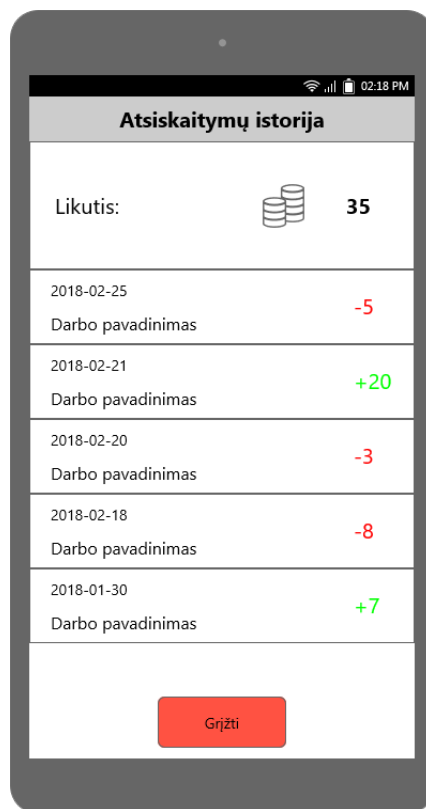 02:18 PM
Atsiskaitymų istorija
Likutis: 35
2018-02-25
-5
Darbo pavadinimas
2018-02-21
+20
Darbo pavadinimas
2018-02-20
-3
Darbo pavadinimas
2018-02-18
-8
Darbo pavadinimas
2018-01-30
+7
Darbo pavadinimas
Grįžti